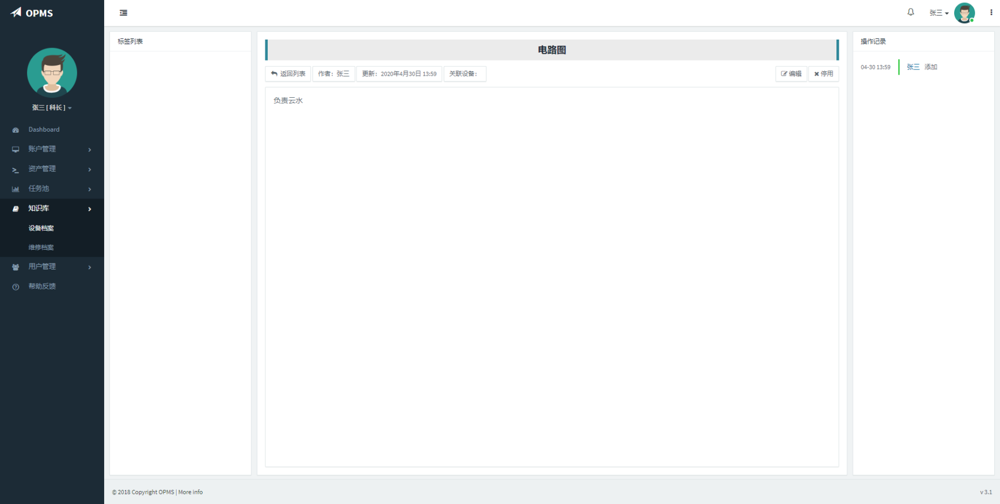 OPMS
张三
张三 [ 科长 ]
Dashboard
账户管理
资产管理
任务池
知识库
设备档案
维修档案
用户管理
帮助反馈
标签列表
电路图
返回列表
作者：张三
更新：2020年4月30日 13:59
关联设备：
编辑
停用
负责云水
操作记录
04-30 13:59
张三 添加
© 2018 Copyright OPMS | More info
v 3.1